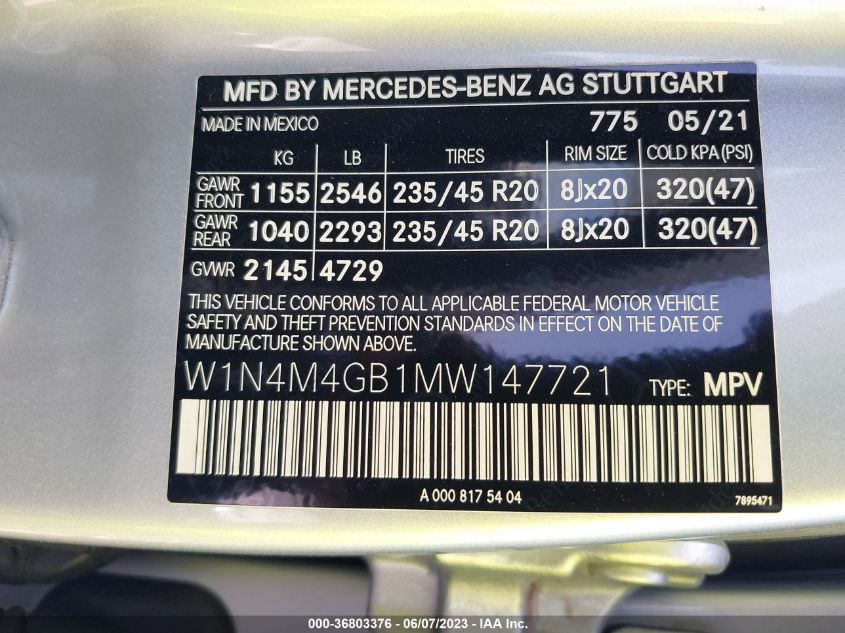 MFD BY MERCEDES-BENZ AG STUTTGART
MADE IN MEXICO 775 05/21
KG LB TIRES RIM SIZE COLD KPA (PSI)
GAWR FRONT 1155 2546 235/45 R20 8Jx20 320(47)
GAWR REAR 1040 2293 235/45 R20 8Jx20 320(47)
GVWR 2145 4729
THIS VEHICLE CONFORMS TO ALL APPLICABLE FEDERAL MOTOR VEHICLE
SAFETY AND THEFT PREVENTION STANDARDS IN EFFECT ON THE DATE OF
MANUFACTURE SHOWN ABOVE.
W1N4M4GB1MW147721 TYPE: MPV
A 000 817 54 04
7895471
000-36803376 - 06/07/2023 - IAA Inc.